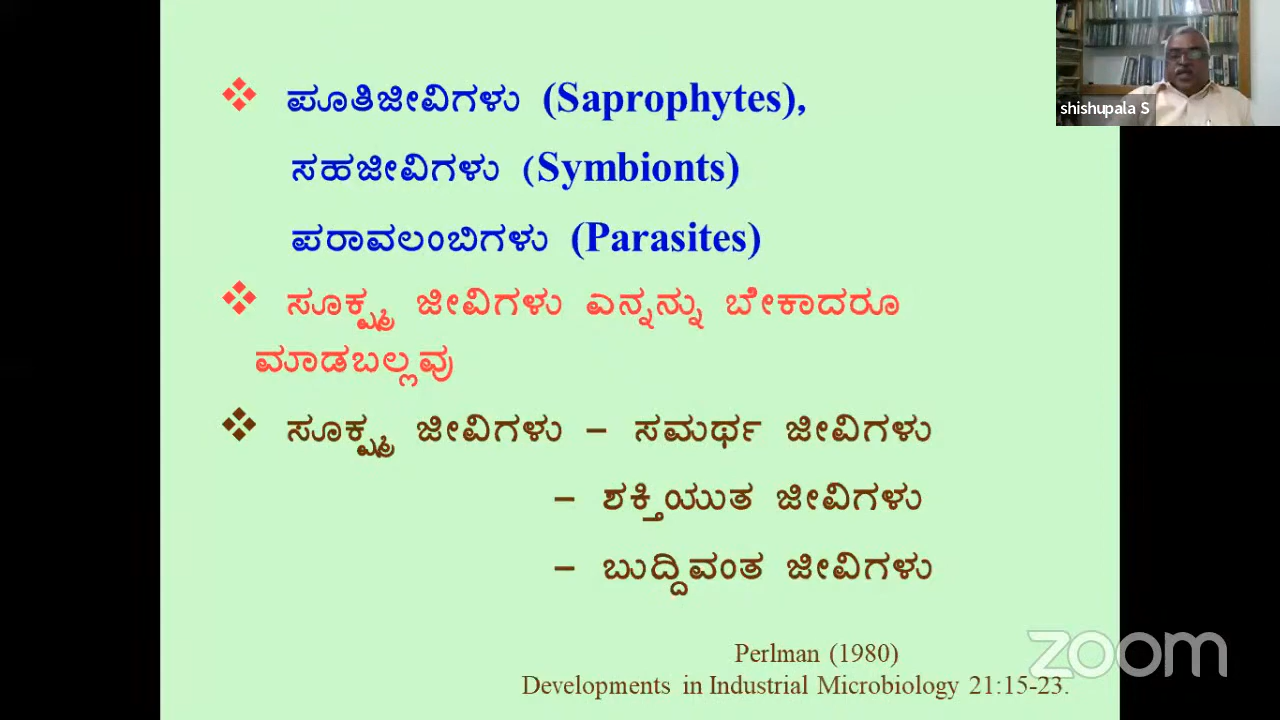 ❖ ಪೂತಿಜೀವಿಗಳು (Saprophytes),
shishupala S
ಸಹಜೀವಿಗಳು (Symbionts)
ಪರಾವಲಂಬಿಗಳು (Parasites)
❖ ಸೂಕ್ಷ್ಮ ಜೀವಿಗಳು ಎನ್ನನ್ನು ಬೇಕಾದರೂ
ಮಾಡಬಲ್ಲವು
❖ ಸೂಕ್ಷ್ಮ ಜೀವಿಗಳು – ಸಮರ್ಥ ಜೀವಿಗಳು
– ಶಕ್ತಿಯುತ ಜೀವಿಗಳು
– ಬುದ್ದಿವಂತ ಜೀವಿಗಳು
Perlman (1980)
Developments in Industrial Microbiology 21:15-23.
zoom